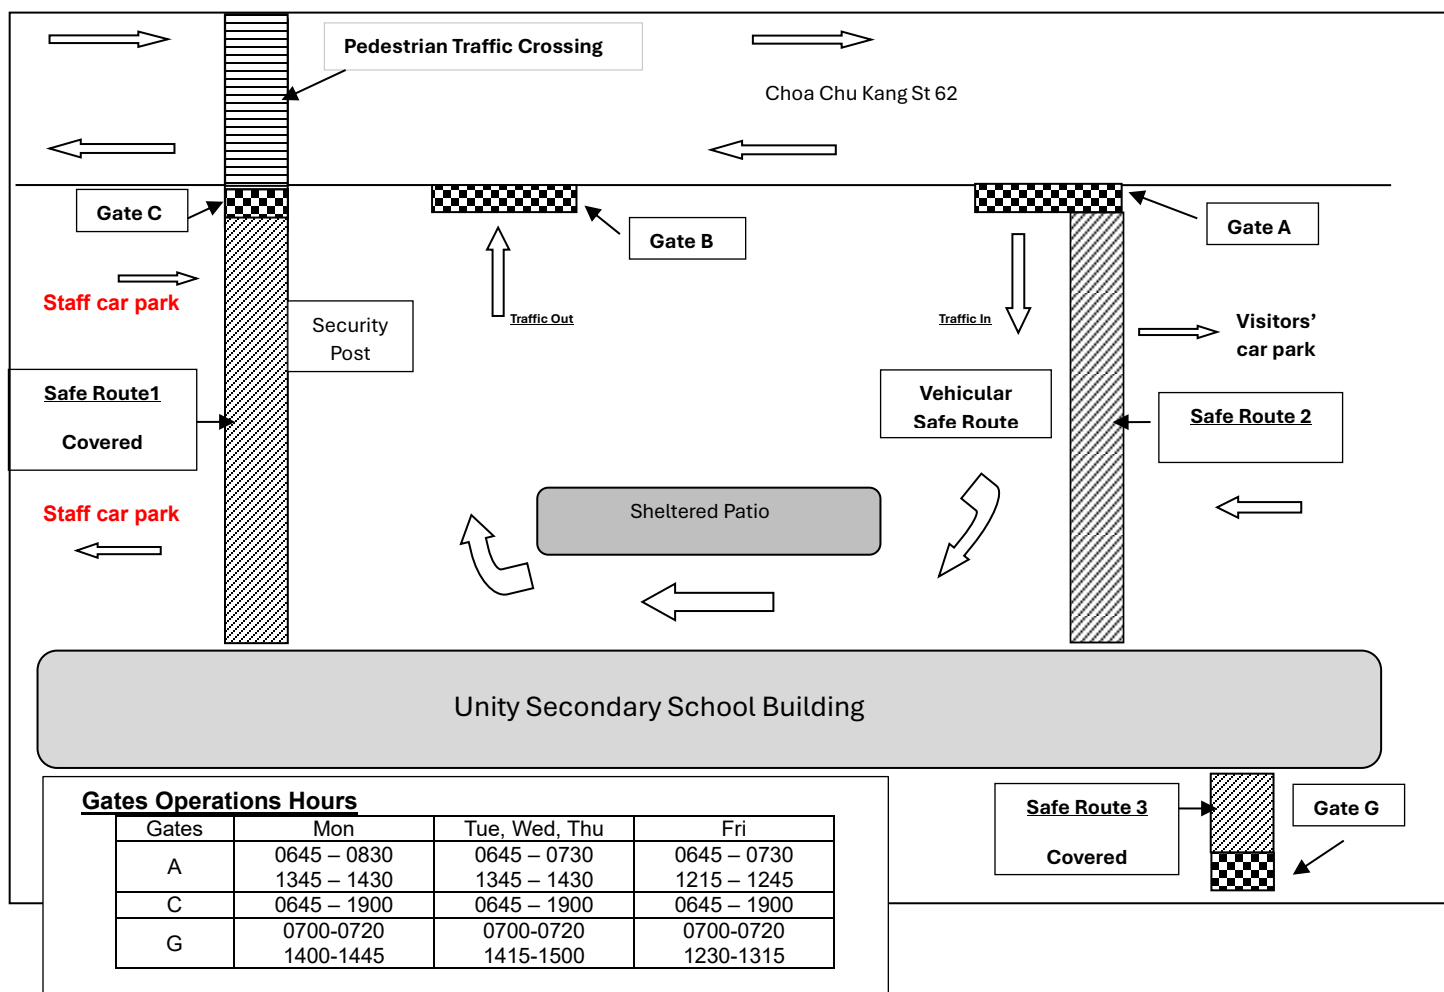 Pedestrian Traffic Crossing
Choa Chu Kang St 62
Gate C
Gate B
Gate A
Staff car park
Security
Post
Traffic Out
Traffic In
Visitors’
car park
Safe Route1
Covered
Vehicular
Safe Route
Safe Route 2
Staff car park
Sheltered Patio
Unity Secondary School Building
Safe Route 3
Covered
Gate G
Gates Operations Hours
Gates Mon Tue, Wed, Thu Fri
A 0645 – 0830 0645 – 0730 0645 – 0730
1345 – 1430 1345 – 1430 1215 – 1245
C 0645 – 1900 0645 – 1900 0645 – 1900
G 0700-0720 0700-0720 0700-0720
1400-1445 1415-1500 1230-1315